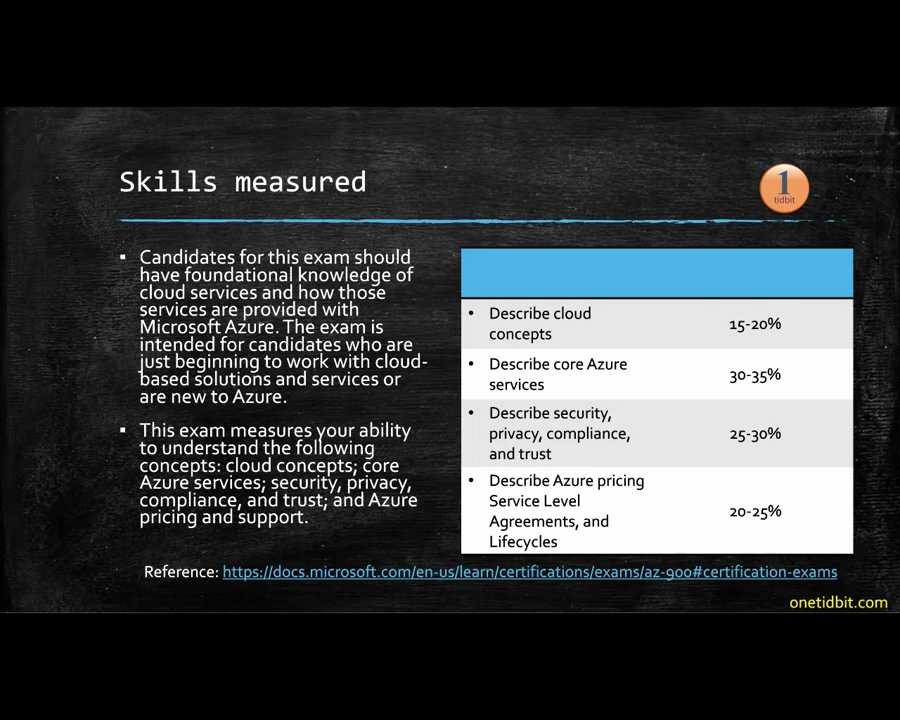 Skills measured
1
tidbit
▪ Candidates for this exam should
have foundational knowledge of
cloud services and how those
services are provided with
Microsoft Azure. The exam is
intended for candidates who are
just beginning to work with cloud-
based solutions and services or
are new to Azure.
▪ This exam measures your ability
to understand the following
concepts: cloud concepts; core
Azure services; security, privacy,
compliance, and trust; and Azure
pricing and support.
• Describe cloud
concepts
15-20%
• Describe core Azure
services
30-35%
• Describe security,
privacy, compliance,
and trust
25-30%
• Describe Azure pricing
Service Level
Agreements, and
Lifecycles
20-25%
Reference: https://docs.microsoft.com/en-us/learn/certifications/exams/az-900#certification-exams
onetidbit.com